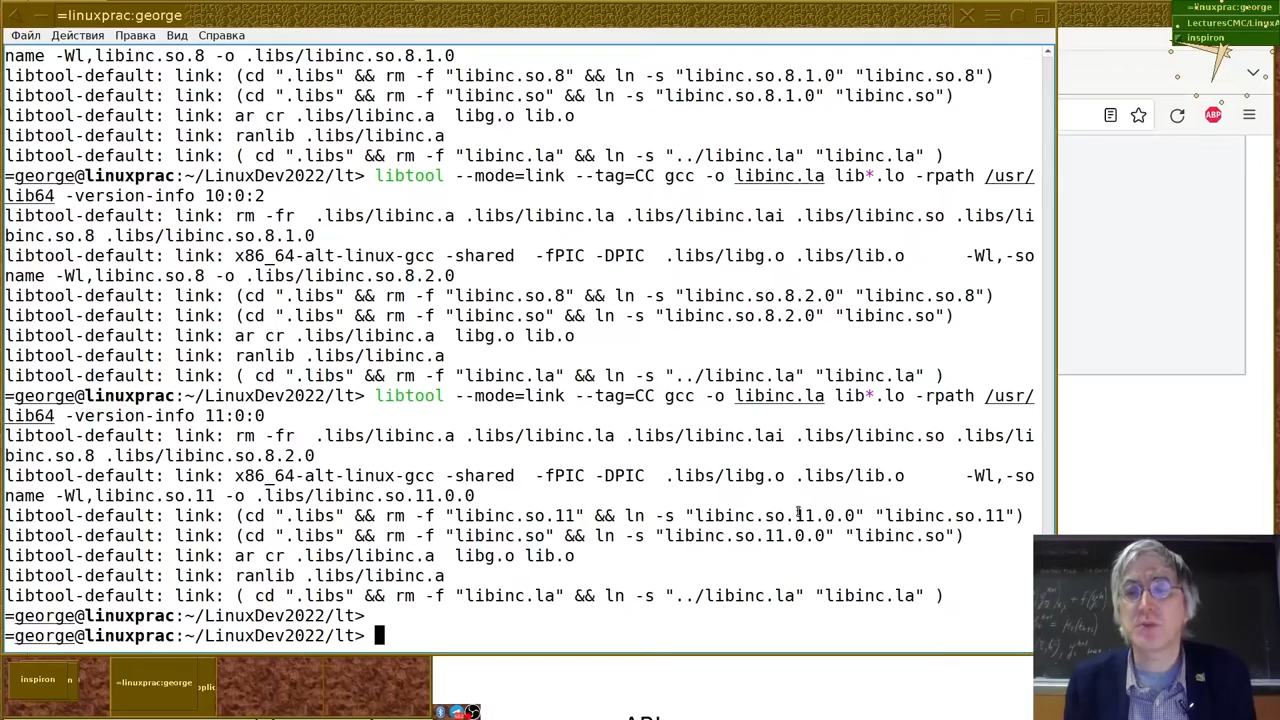 =linuxprac:george
Файл Действия Правка Вид Справка
name -Wl,libinc.so.8 -o .libs/libinc.so.8.1.0
libtool-default: link: (cd ".libs" && rm -f "libinc.so.8" && ln -s "libinc.so.8.1.0" "libinc.so.8")
libtool-default: link: (cd ".libs" && rm -f "libinc.so" && ln -s "libinc.so.8.1.0" "libinc.so")
libtool-default: link: ar cr .libs/libinc.a  libg.o lib.o
libtool-default: link: ranlib .libs/libinc.a
libtool-default: link: ( cd ".libs" && rm -f "libinc.la" && ln -s "../libinc.la" "libinc.la" )
=george@linuxprac:~/LinuxDev2022/lt> libtool --mode=link --tag=CC gcc -o libinc.la lib*.lo -rpath /usr/
lib64 -version-info 10:0:2
libtool-default: link: rm -fr  .libs/libinc.a .libs/libinc.la .libs/libinc.lai .libs/libinc.so .libs/li
binc.so.8 .libs/libinc.so.8.1.0
libtool-default: link: x86_64-alt-linux-gcc -shared  -fPIC -DPIC  .libs/libg.o .libs/lib.o      -Wl,-so
name -Wl,libinc.so.8 -o .libs/libinc.so.8.2.0
libtool-default: link: (cd ".libs" && rm -f "libinc.so.8" && ln -s "libinc.so.8.2.0" "libinc.so.8")
libtool-default: link: (cd ".libs" && rm -f "libinc.so" && ln -s "libinc.so.8.2.0" "libinc.so")
libtool-default: link: ar cr .libs/libinc.a  libg.o lib.o
libtool-default: link: ranlib .libs/libinc.a
libtool-default: link: ( cd ".libs" && rm -f "libinc.la" && ln -s "../libinc.la" "libinc.la" )
=george@linuxprac:~/LinuxDev2022/lt> libtool --mode=link --tag=CC gcc -o libinc.la lib*.lo -rpath /usr/
lib64 -version-info 11:0:0
libtool-default: link: rm -fr  .libs/libinc.a .libs/libinc.la .libs/libinc.lai .libs/libinc.so .libs/li
binc.so.8 .libs/libinc.so.8.2.0
libtool-default: link: x86_64-alt-linux-gcc -shared  -fPIC -DPIC  .libs/libg.o .libs/lib.o      -Wl,-so
name -Wl,libinc.so.11 -o .libs/libinc.so.11.0.0
libtool-default: link: (cd ".libs" && rm -f "libinc.so.11" && ln -s "libinc.so.11.0.0" "libinc.so.11")
libtool-default: link: (cd ".libs" && rm -f "libinc.so" && ln -s "libinc.so.11.0.0" "libinc.so")
libtool-default: link: ar cr .libs/libinc.a  libg.o lib.o
libtool-default: link: ranlib .libs/libinc.a
libtool-default: link: ( cd ".libs" && rm -f "libinc.la" && ln -s "../libinc.la" "libinc.la" )
=george@linuxprac:~/LinuxDev2022/lt>
=george@linuxprac:~/LinuxDev2022/lt>
=linuxprac:george
LecturesCMC/LinuxA
inspiron
ABP
inspiron
=linuxprac:george